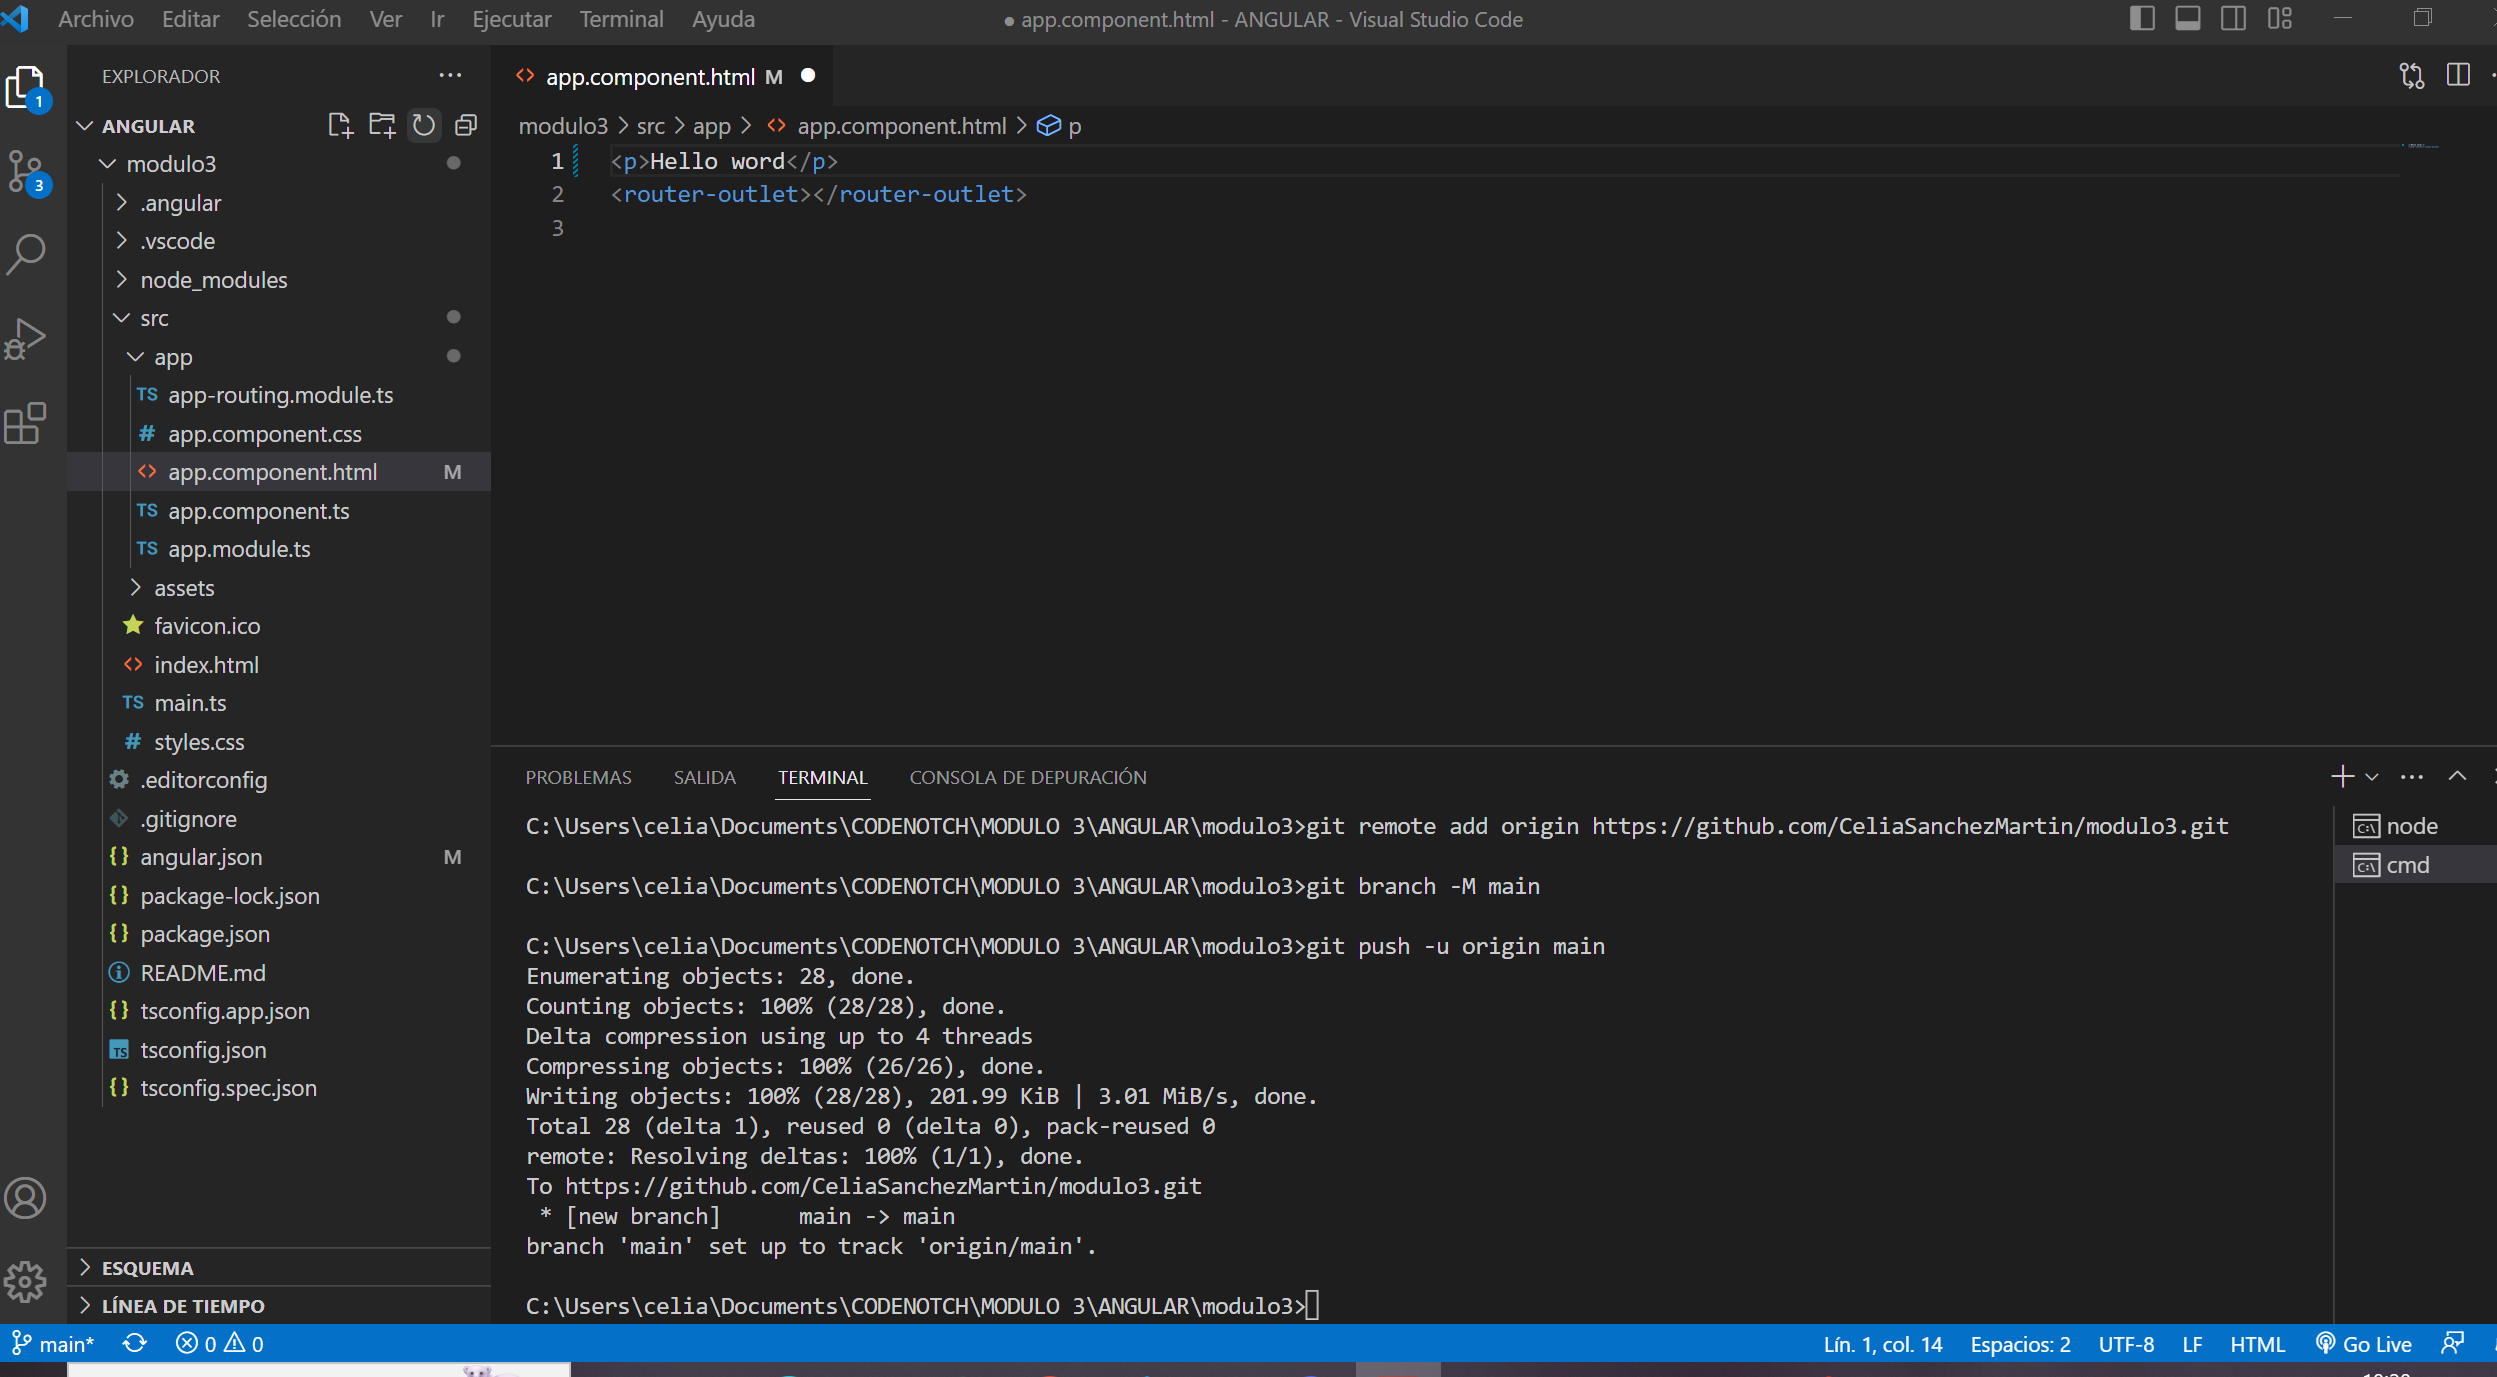 Archivo Editar Selección Ver Ir Ejecutar Terminal Ayuda
● app.component.html - ANGULAR - Visual Studio Code
EXPLORADOR
1
3
ANGULAR
modulo3
.angular
.vscode
node_modules
src
app
TS app-routing.module.ts
# app.component.css
<> app.component.html M
TS app.component.ts
TS app.module.ts
assets
favicon.ico
<> index.html
TS main.ts
# styles.css
.editorconfig
.gitignore
{} angular.json M
{} package-lock.json
{} package.json
README.md
{} tsconfig.app.json
TS tsconfig.json
{} tsconfig.spec.json
ESQUEMA
LÍNEA DE TIEMPO
<> app.component.html M ●
modulo3 > src > app > <> app.component.html > p
1 <p>Hello word</p>
2 <router-outlet></router-outlet>
3
PROBLEMAS SALIDA TERMINAL CONSOLA DE DEPURACIÓN
C:\Users\celia\Documents\CODENOTCH\MODULO 3\ANGULAR\modulo3>git remote add origin https://github.com/CeliaSanchezMartin/modulo3.git
C:\Users\celia\Documents\CODENOTCH\MODULO 3\ANGULAR\modulo3>git branch -M main
C:\Users\celia\Documents\CODENOTCH\MODULO 3\ANGULAR\modulo3>git push -u origin main
Enumerating objects: 28, done.
Counting objects: 100% (28/28), done.
Delta compression using up to 4 threads
Compressing objects: 100% (26/26), done.
Writing objects: 100% (28/28), 201.99 KiB | 3.01 MiB/s, done.
Total 28 (delta 1), reused 0 (delta 0), pack-reused 0
remote: Resolving deltas: 100% (1/1), done.
To https://github.com/CeliaSanchezMartin/modulo3.git
* [new branch]      main -> main
branch 'main' set up to track 'origin/main'.
C:\Users\celia\Documents\CODENOTCH\MODULO 3\ANGULAR\modulo3>
node
cmd
main* 0 0 Lín. 1, col. 14 Espacios: 2 UTF-8 LF HTML Go Live